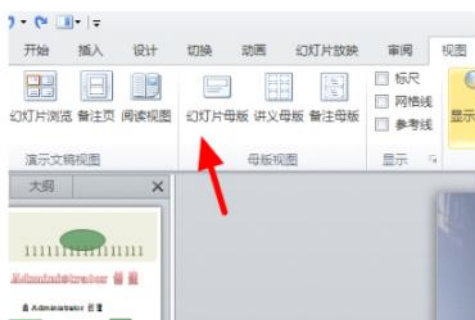 开始 插入 设计 切换 动画 幻灯片放映 审阅 视图
标尺
网格线
参考线
幻灯片浏览 备注页 阅读视图 幻灯片母版 讲义母版 备注母版 显示
演示文稿视图 母版视图 显示
大纲
111111111111111
Administrator
Administrator